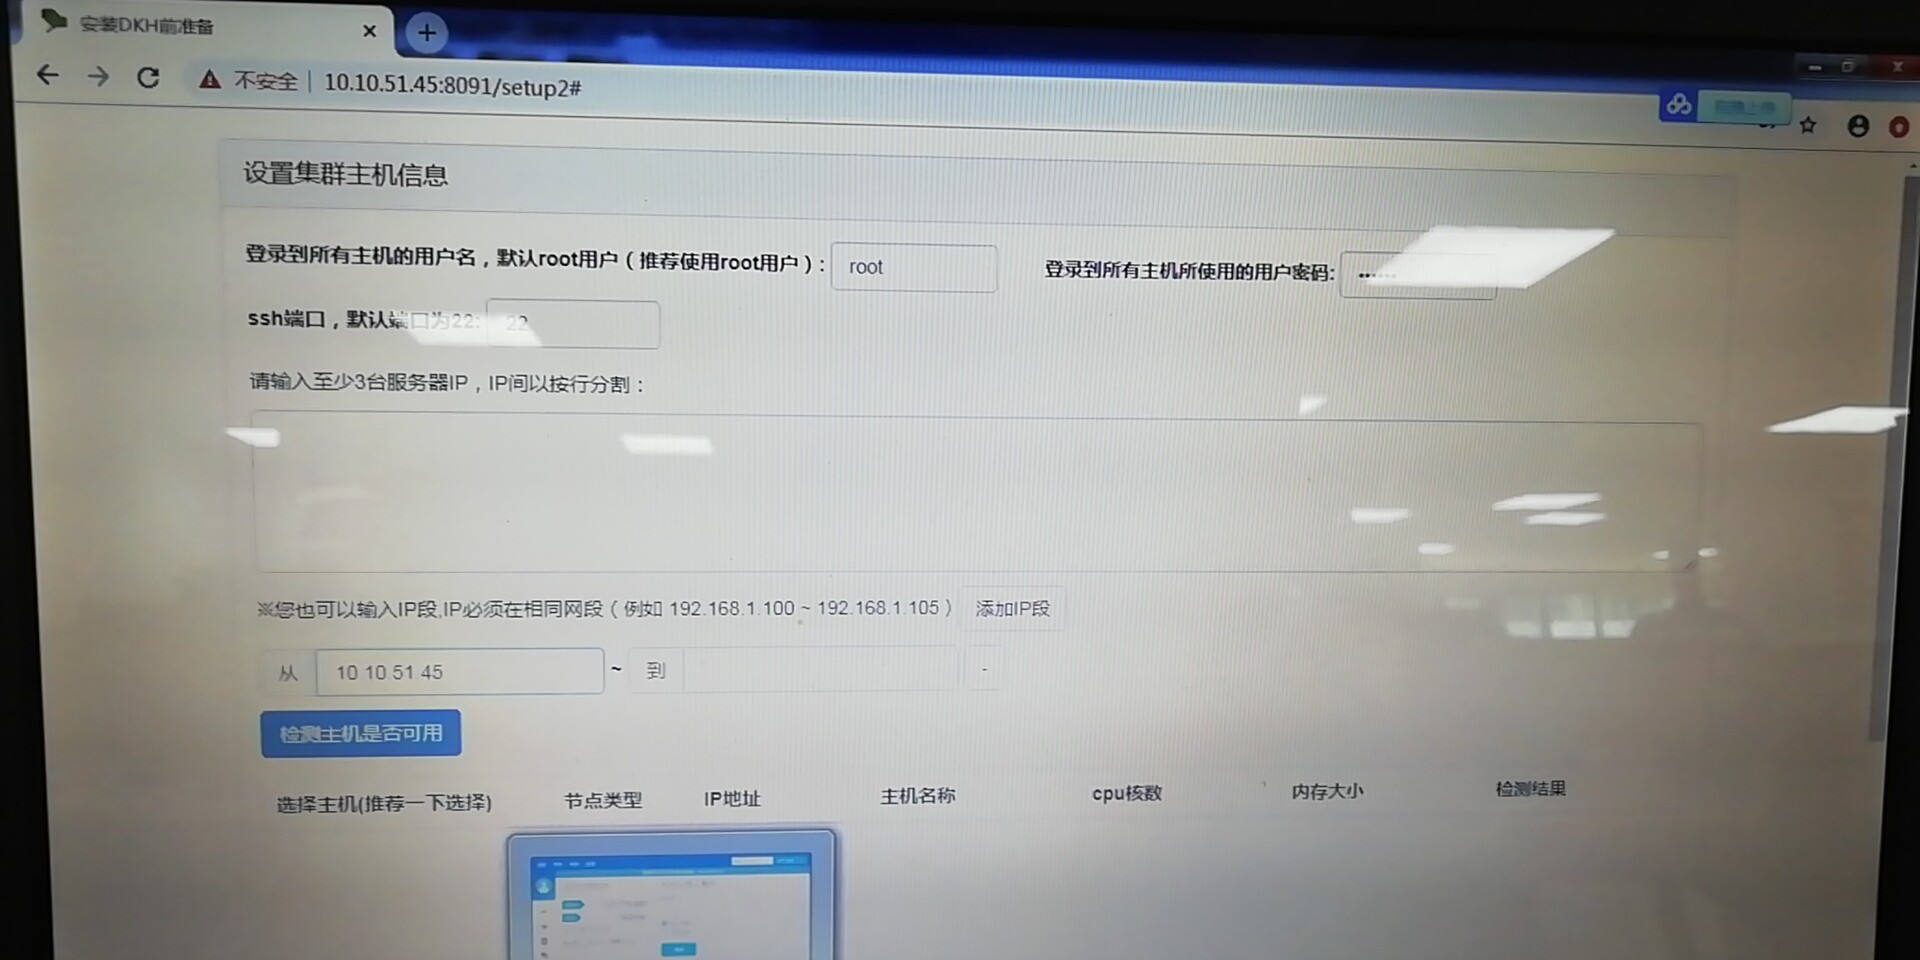 安装DKH前准备
不安全 | 10.10.51.45:8091/setup2#
设置集群主机信息
登录到所有主机的用户名，默认root用户（推荐使用root用户）: root 登录到所有主机所使用的用户密码:
ssh端口，默认端口为22: 22
请输入至少3台服务器IP，IP间以按行分割：
※您也可以输入IP段,IP必须在相同网段（例如 192.168.1.100 ~ 192.168.1.105） 添加IP段
从 10.10.51.45 ~ 到 -
检测主机是否可用
选择主机(推荐一下选择) 节点类型 IP地址 主机名称 cpu核数 内存大小 检测结果